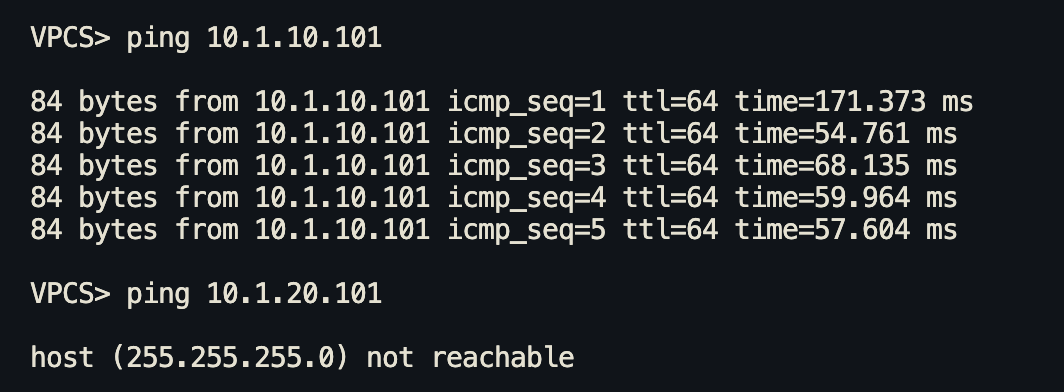 VPCS> ping 10.1.10.101
84 bytes from 10.1.10.101 icmp_seq=1 ttl=64 time=171.373 ms
84 bytes from 10.1.10.101 icmp_seq=2 ttl=64 time=54.761 ms
84 bytes from 10.1.10.101 icmp_seq=3 ttl=64 time=68.135 ms
84 bytes from 10.1.10.101 icmp_seq=4 ttl=64 time=59.964 ms
84 bytes from 10.1.10.101 icmp_seq=5 ttl=64 time=57.604 ms
VPCS> ping 10.1.20.101
host (255.255.255.0) not reachable